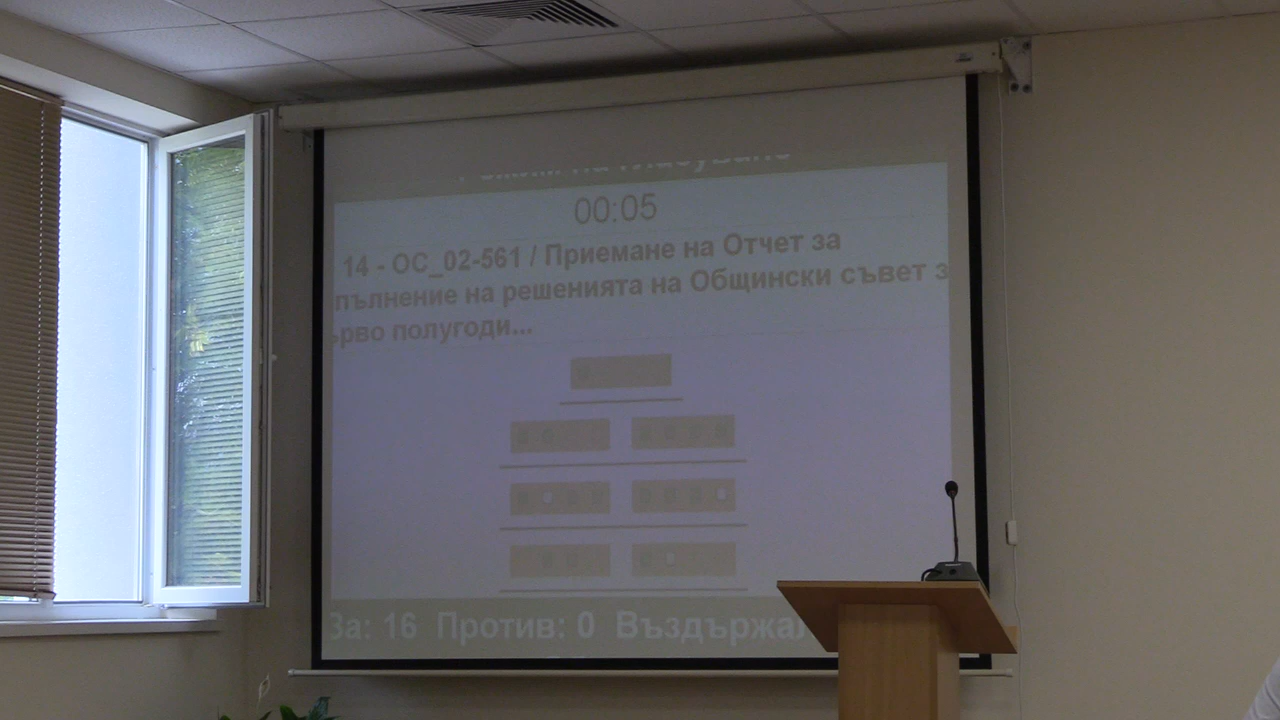 00:05
14 - ОС_02-561 / Приемане на Отчет за
пълнение на решенията на Общински съвет з
ърво полугоди...
За: 16 Против: 0 Въздържал